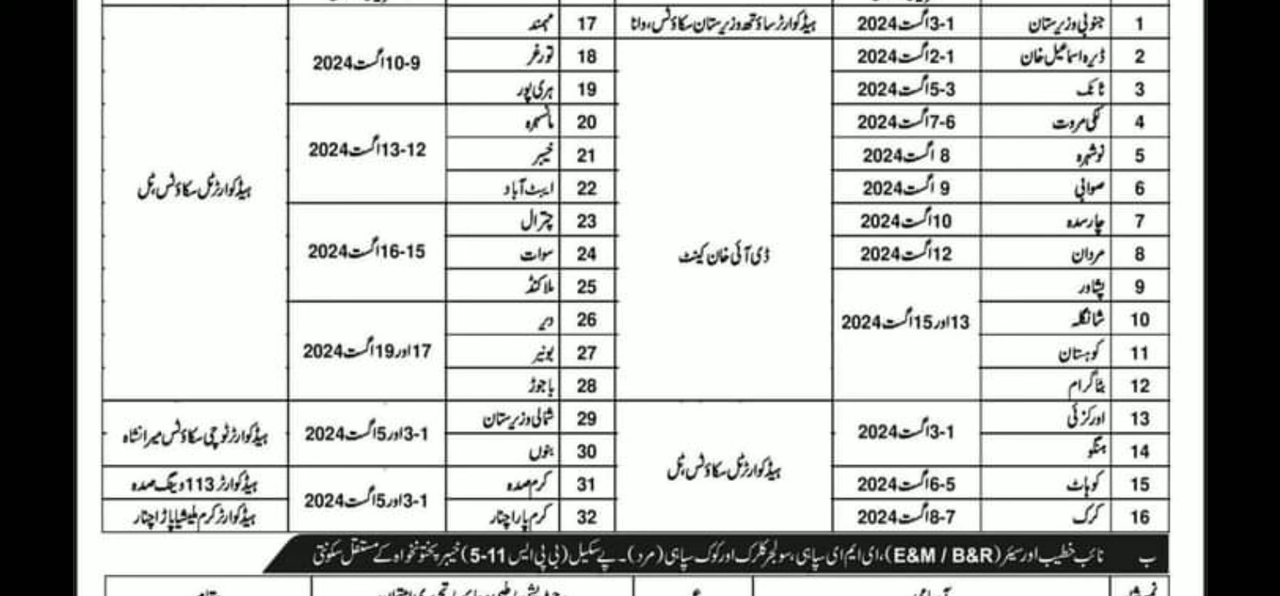 1 جنوبی وزیرستان 1-3 اگست 2024 ہیڈکوارٹر ساؤتھ وزیرستان سکاؤٹس، وانا 17 مہمند
2 ڈیرہ اسماعیل خان 1-2 اگست 2024 18 تورغر 9-10 اگست 2024
3 ٹانک 3-5 اگست 2024 19 ہری پور
4 لکی مروت 6-7 اگست 2024 20 مانسہرہ
5 نوشہرہ 8 اگست 2024 21 خیبر 12-13 اگست 2024
6 صوابی 9 اگست 2024 22 ایبٹ آباد ہیڈکوارٹر ٹل سکاؤٹس، ٹل
7 چارسدہ 10 اگست 2024 23 چترال
8 مردان 12 اگست 2024 ڈی آئی خان کینٹ 24 سوات 15-16 اگست 2024
9 پشاور 25 ملاکنڈ
10 شانگلہ 13 اور 15 اگست 2024 26 دیر
11 کوہستان 27 بونیر 17 اور 19 اگست 2024
12 بٹاگرام 28 باجوڑ
13 اورکزئی 1-3 اگست 2024 29 شمالی وزیرستان 1-3 اور 5 اگست 2024 ہیڈکوارٹر ٹوچی سکاؤٹس میرانشاہ
14 ہنگو ہیڈکوارٹر ٹل سکاؤٹس، ٹل 30 بنوں
15 کوہاٹ 5-6 اگست 2024 31 کرم صدہ 1-3 اور 5 اگست 2024 ہیڈکوارٹر 113 ونگ صدہ
16 کرک 7-8 اگست 2024 32 کرم پاراچنار ہیڈکوارٹر کرم ملیشیا پاڑاچنار
ب نائب خطیب اورسیئر (E&M / B&R)، ای ایم ای سپاہی، سولجر کلرک اور کوک سپاہی (مرد)۔ پے سکیل (بی پی ایس 11-5) خیبر پختونخواہ کے مستقل سکونتی